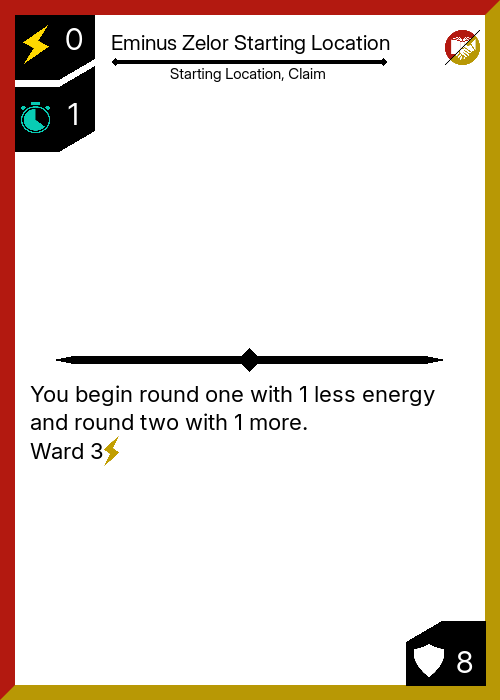 0
Eminus Zelor Starting Location
Starting Location, Claim
1
You begin round one with 1 less energy
and round two with 1 more.
Ward 3
8